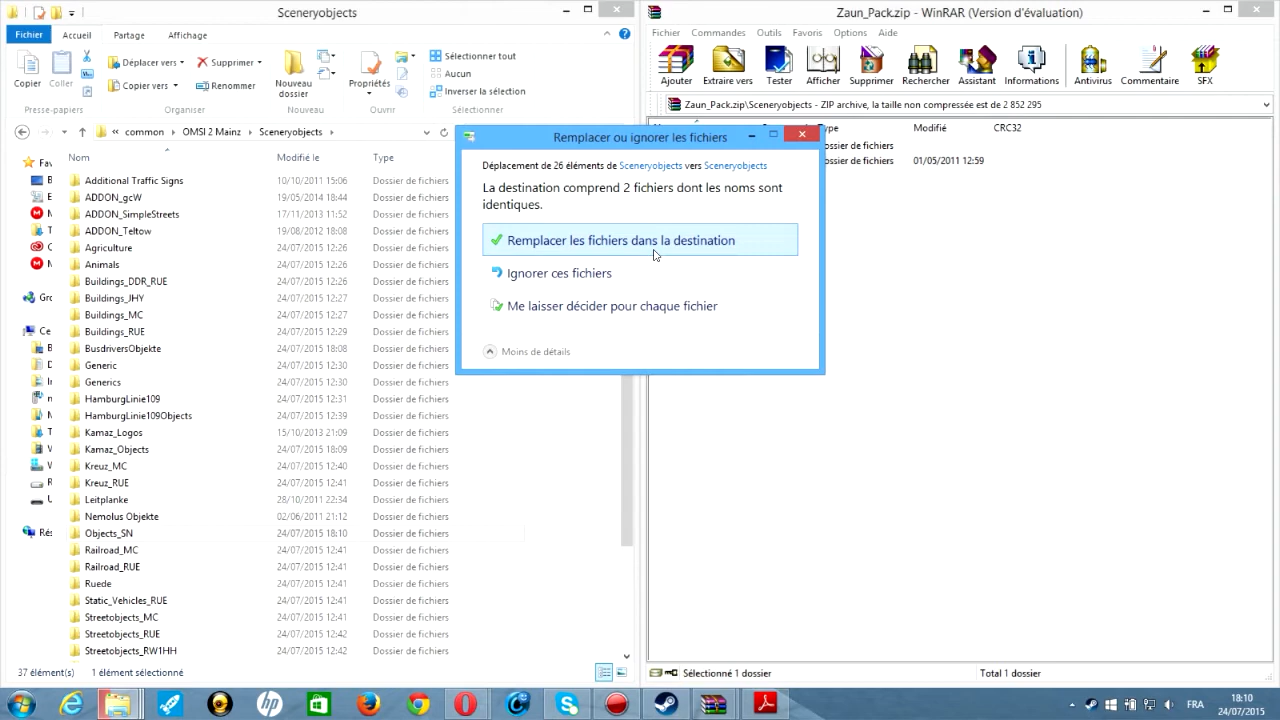 Sceneryobjects
Fichier
Accueil
Partage
Affichage
Copier
Coller
Déplacer vers
Copier vers
Supprimer
Renommer
Nouveau
dossier
Propriétés
Sélectionner tout
Aucun
Inverser la sélection
Presse-papiers
Organiser
Nouveau
Ouvrir
Sélectionner
« common
OMSI 2 Mainz
Sceneryobjects
Nom
Modifié le
Type
Additional Traffic Signs 10/10/2011 15:06 Dossier de fichiers
ADDON_gcW 19/05/2014 18:44 Dossier de fichiers
ADDON_SimpleStreets 17/11/2013 11:52 Dossier de fichiers
ADDON_Teltow 19/08/2012 18:08 Dossier de fichiers
Agriculture 24/07/2015 12:26 Dossier de fichiers
Animals 24/07/2015 12:26 Dossier de fichiers
Buildings_DDR_RUE 24/07/2015 12:26 Dossier de fichiers
Buildings_JHY 24/07/2015 12:27 Dossier de fichiers
Buildings_MC 24/07/2015 12:27 Dossier de fichiers
Buildings_RUE 24/07/2015 12:29 Dossier de fichiers
BusdriversObjekte 24/07/2015 18:08 Dossier de fichiers
Generic 24/07/2015 12:30 Dossier de fichiers
Generics 24/07/2015 12:30 Dossier de fichiers
HamburgLinie109 24/07/2015 12:31 Dossier de fichiers
HamburgLinie109Objects 24/07/2015 12:39 Dossier de fichiers
Kamaz_Logos 15/10/2013 21:09 Dossier de fichiers
Kamaz_Objects 24/07/2015 18:09 Dossier de fichiers
Kreuz_MC 24/07/2015 12:40 Dossier de fichiers
Kreuz_RUE 24/07/2015 12:41 Dossier de fichiers
Leitplanke 28/10/2011 22:34 Dossier de fichiers
Nemolus Objekte 02/06/2011 21:12 Dossier de fichiers
Objects_SN 24/07/2015 18:10 Dossier de fichiers
Railroad_MC 24/07/2015 12:41 Dossier de fichiers
Railroad_RUE 24/07/2015 12:41 Dossier de fichiers
Ruede 24/07/2015 12:41 Dossier de fichiers
Static_Vehicles_RUE 24/07/2015 12:41 Dossier de fichiers
Streetobjects_MC 24/07/2015 12:41 Dossier de fichiers
Streetobjects_RUE 24/07/2015 12:42 Dossier de fichiers
Streetobjects_RW1HH 24/07/2015 12:42 Dossier de fichiers
Fav
Grc
Ce
Rés
37 élément(s) 1 élément sélectionné
Remplacer ou ignorer les fichiers
Déplacement de 26 éléments de Sceneryobjects vers Sceneryobjects
La destination comprend 2 fichiers dont les noms sont
identiques.
Remplacer les fichiers dans la destination
Ignorer ces fichiers
Me laisser décider pour chaque fichier
Moins de détails
Zaun_Pack.zip - WinRAR (Version d'évaluation)
Fichier Commandes Outils Favoris Options Aide
Ajouter
Extraire vers
Tester
Afficher
Supprimer
Rechercher
Assistant
Informations
Antivirus
Commentaire
SFX
Zaun_Pack.zip\Sceneryobjects - ZIP archive, la taille non compressée est de 2 852 295
Type Modifié CRC32
ossier de fichiers
ossier de fichiers 01/05/2011 12:59
Sélectionné 1 dossier
Total 1 dossier
FR
18:10
24/07/2015